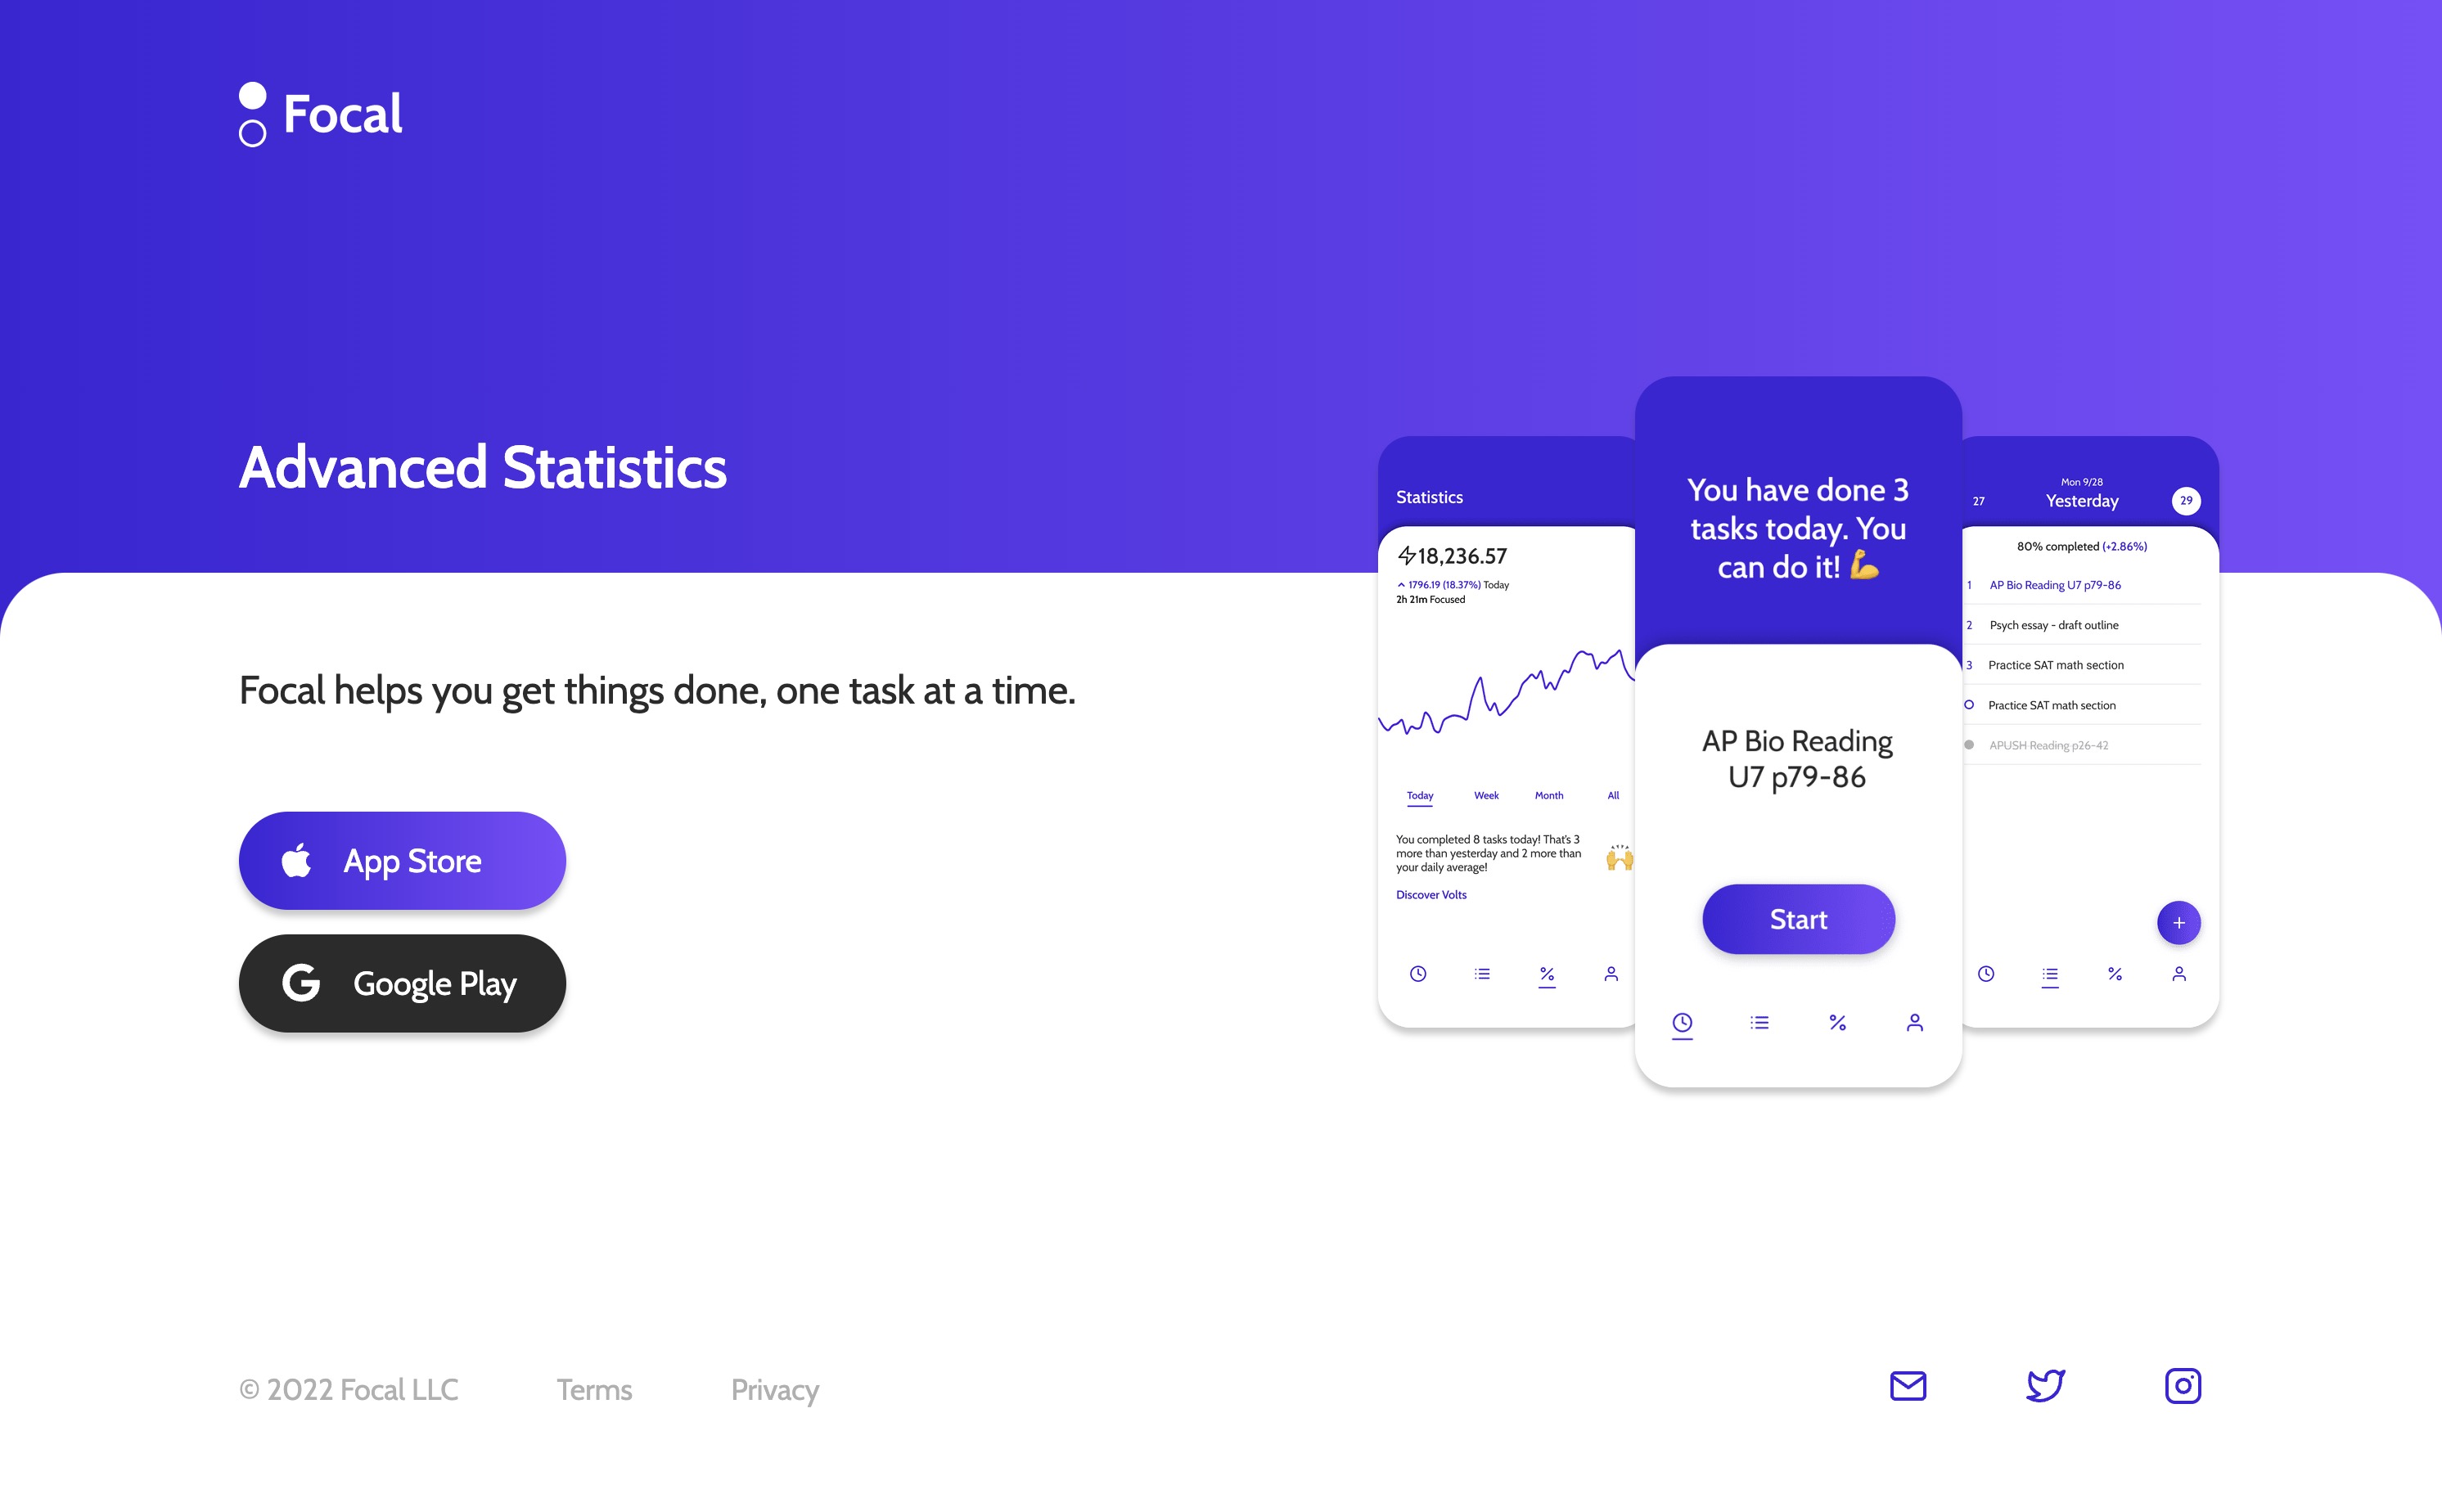 Focal
Advanced Statistics
Focal helps you get things done, one task at a time.
App Store
Google Play
Statistics
18,236.57
1796.19 (18.37%) Today
2h 21m Focused
Today Week Month All
You completed 8 tasks today! That's 3
more than yesterday and 2 more than
your daily average!
Discover Volts
You have done 3
tasks today. You
can do it! 💪
AP Bio Reading
U7 p79-86
Start
Mon 9/28
27 Yesterday 29
80% completed (+2.86%)
1 AP Bio Reading U7 p79-86
2 Psych essay - draft outline
3 Practice SAT math section
Practice SAT math section
APUSH Reading p26-42
© 2022 Focal LLC Terms Privacy